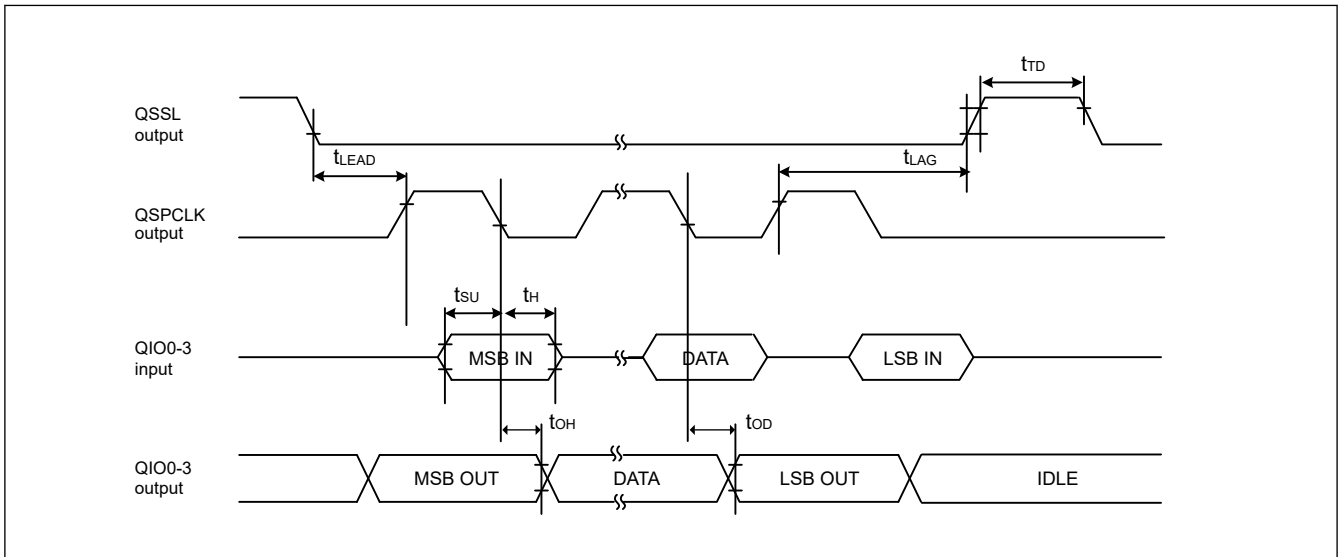 tTD
QSSL
output
tLEAD
tLAG
QSPCLK
output
tSU
tH
QIO0-3
input
MSB IN
DATA
LSB IN
tOH
tOD
QIO0-3
output
MSB OUT
DATA
LSB OUT
IDLE